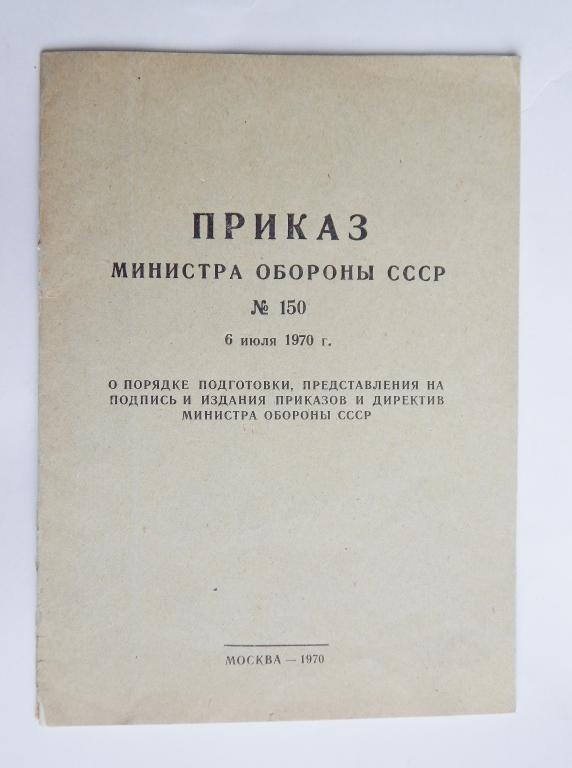 ПРИКАЗ
МИНИСТРА ОБОРОНЫ СССР
№ 150
6 июля 1970 г.
О ПОРЯДКЕ ПОДГОТОВКИ, ПРЕДСТАВЛЕНИЯ НА
ПОДПИСЬ И ИЗДАНИЯ ПРИКАЗОВ И ДИРЕКТИВ
МИНИСТРА ОБОРОНЫ СССР
МОСКВА — 1970